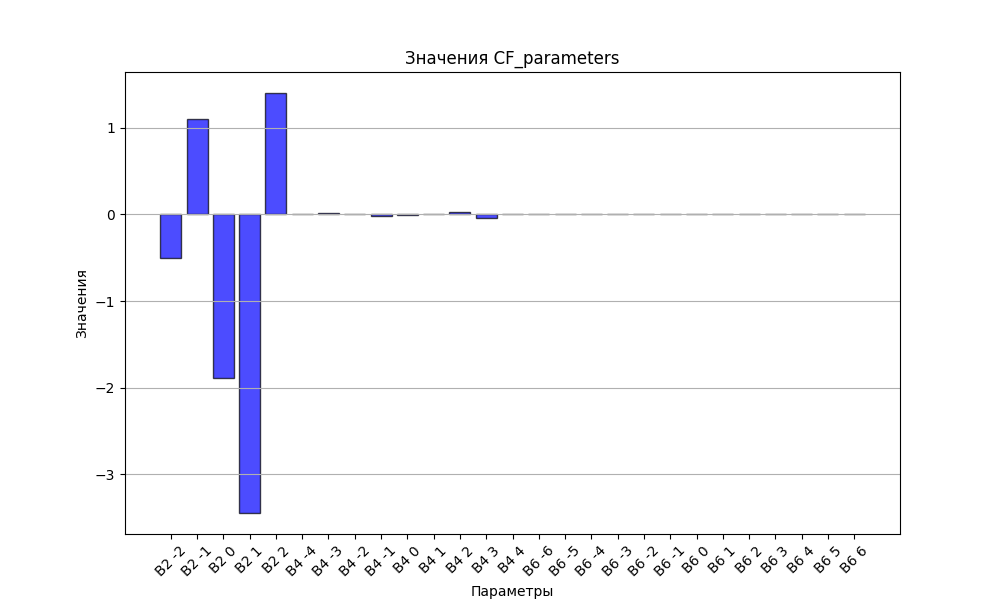 Значения CF_parameters
Значения
1
0
−1
−2
−3
B2 -2
B2 -1
B2 0
B2 1
B2 2
B4 -4
B4 -3
B4 -2
B4 -1
B4 0
B4 1
B4 2
B4 3
B4 4
B6 -6
B6 -5
B6 -4
B6 -3
B6 -2
B6 -1
B6 0
B6 1
B6 2
B6 3
B6 4
B6 5
B6 6
Параметры